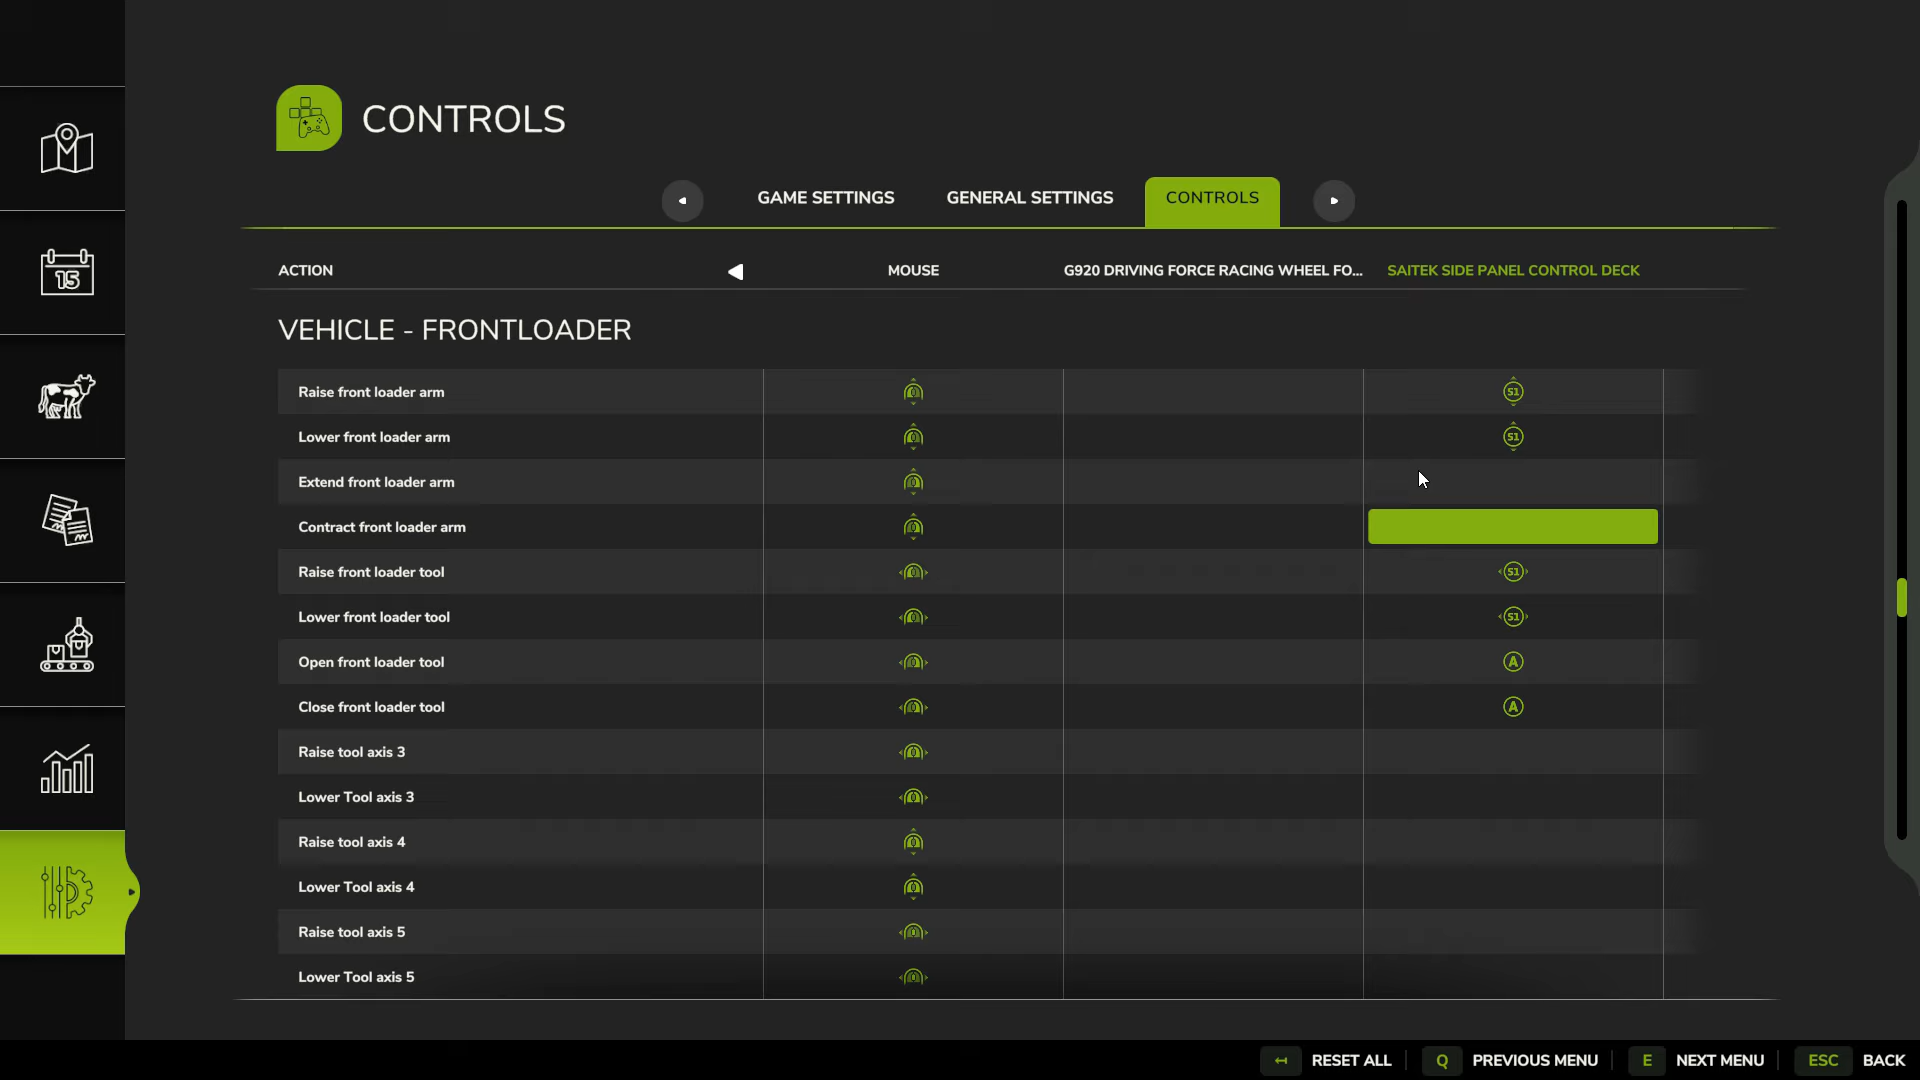 CONTROLS
GAME SETTINGS GENERAL SETTINGS CONTROLS
ACTION MOUSE G920 DRIVING FORCE RACING WHEEL FO... SAITEK SIDE PANEL CONTROL DECK
VEHICLE - FRONTLOADER
Raise front loader arm S1
Lower front loader arm S1
Extend front loader arm
Contract front loader arm
Raise front loader tool S1
Lower front loader tool S1
Open front loader tool A
Close front loader tool A
Raise tool axis 3
Lower Tool axis 3
Raise tool axis 4
Lower Tool axis 4
Raise tool axis 5
Lower Tool axis 5
15
RESET ALL Q PREVIOUS MENU E NEXT MENU ESC BACK